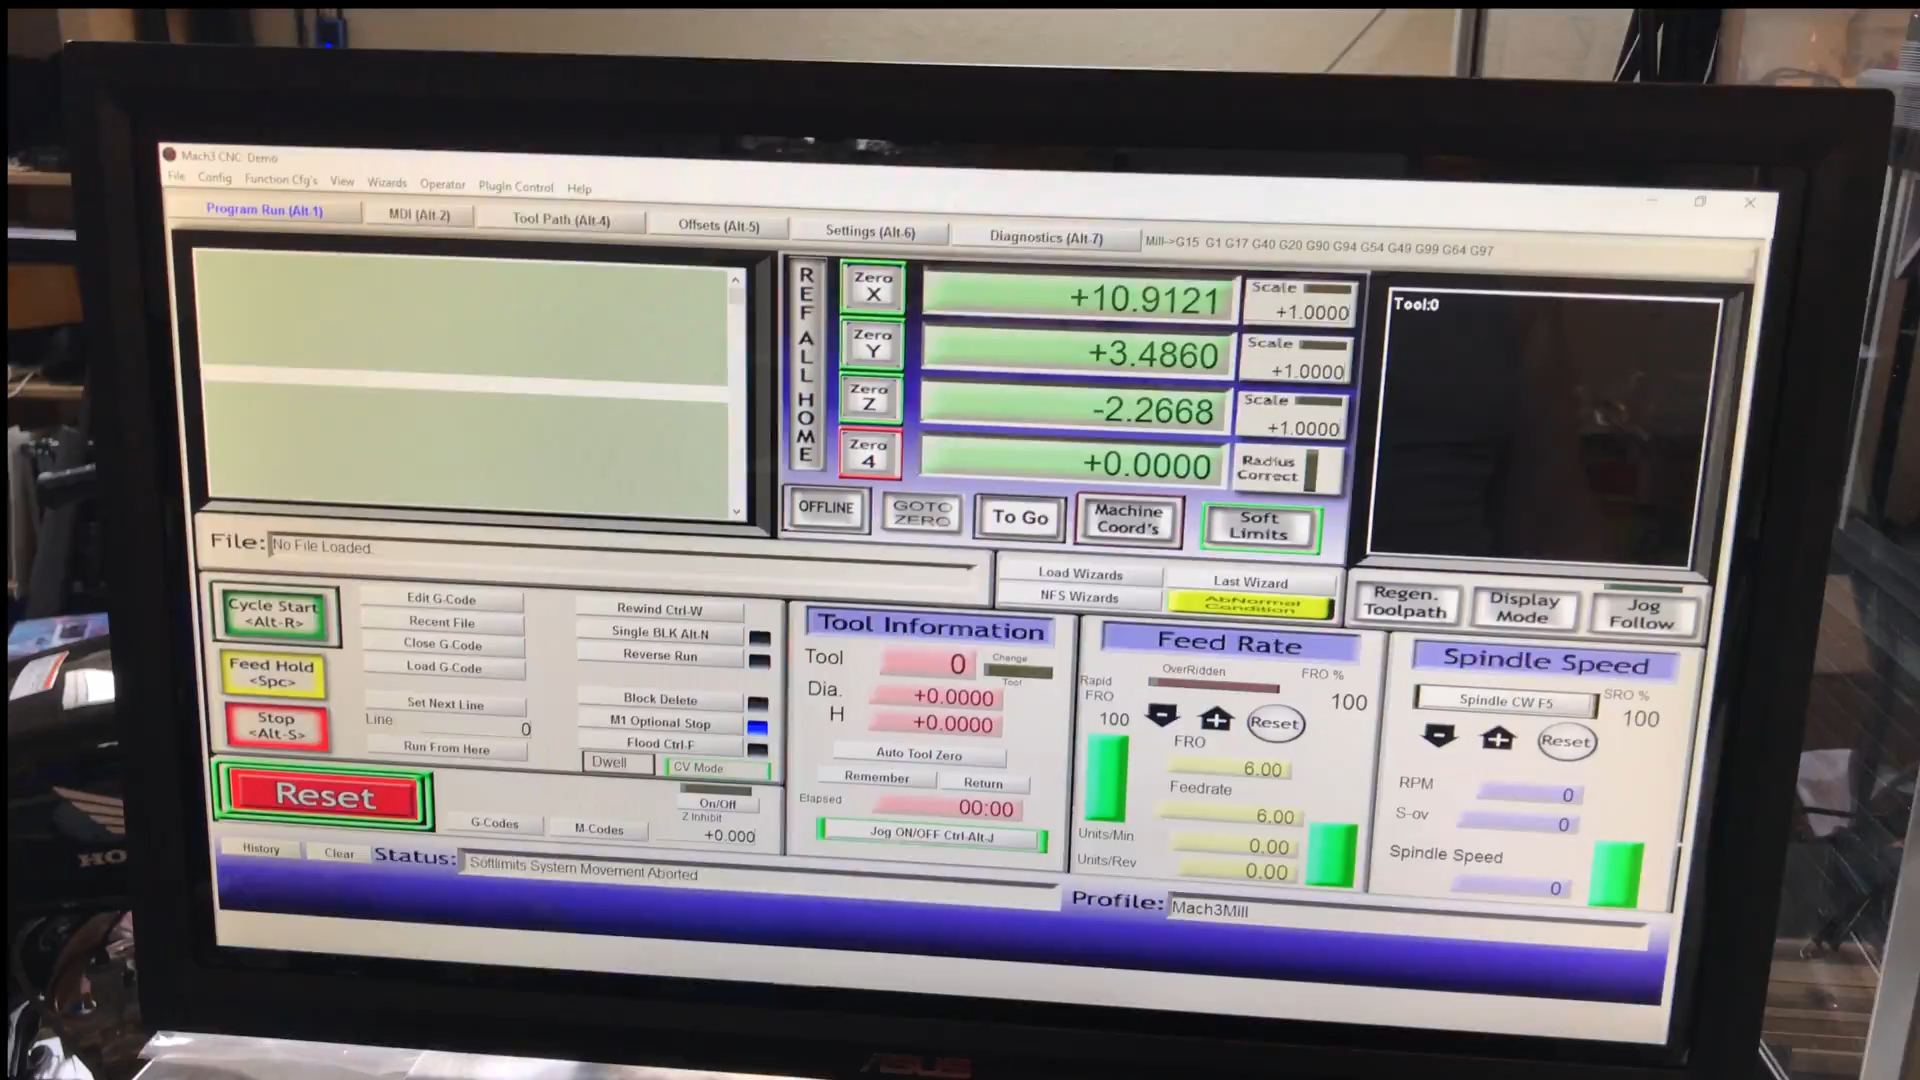 Mach3 CNC Demo
File Config Function Cfg's View Wizards Operator PlugIn Control Help
Program Run (Alt-1) MDI (Alt-2) Tool Path (Alt-4) Offsets (Alt-5) Settings (Alt-6) Diagnostics (Alt-7) Mill->G15 G1 G17 G40 G20 G90 G94 G54 G49 G99 G64 G97
REF ALL HOME
Zero X +10.9121 Scale +1.0000
Zero Y +3.4860 Scale +1.0000
Zero Z -2.2668 Scale +1.0000
Zero 4 +0.0000 Radius Correct
Tool:0
OFFLINE GOTO ZERO To Go Machine Coord's Soft Limits
File: No File Loaded.
Load Wizards Last Wizard
NFS Wizards AbNormal Condition
Regen. Toolpath Display Mode Jog Follow
Cycle Start <Alt-R>
Feed Hold <Spc>
Stop <Alt-S>
Reset
Edit G-Code
Recent File
Close G-Code
Load G-Code
Set Next Line
Line 0
Run From Here
Rewind Ctrl-W
Single BLK Alt-N
Reverse Run
Block Delete
M1 Optional Stop
Flood Ctrl-F
Dwell CV Mode
On/Off
Z Inhibit
+0.000
G-Codes M-Codes
Tool Information
Tool 0 Change Tool
Dia. +0.0000
H +0.0000
Auto Tool Zero
Remember Return
Elapsed 00:00
Jog ON/OFF Ctrl-Alt-J
Feed Rate
OverRidden FRO %
Rapid FRO 100
100
Reset
FRO
6.00
Feedrate
6.00
Units/Min 0.00
Units/Rev 0.00
Spindle Speed
Spindle CW F5 SRO %
100
Reset
RPM 0
S-ov 0
Spindle Speed
0
History Clear Status: Softlimits System Movement Aborted
Profile: Mach3Mill
HO
ASUS